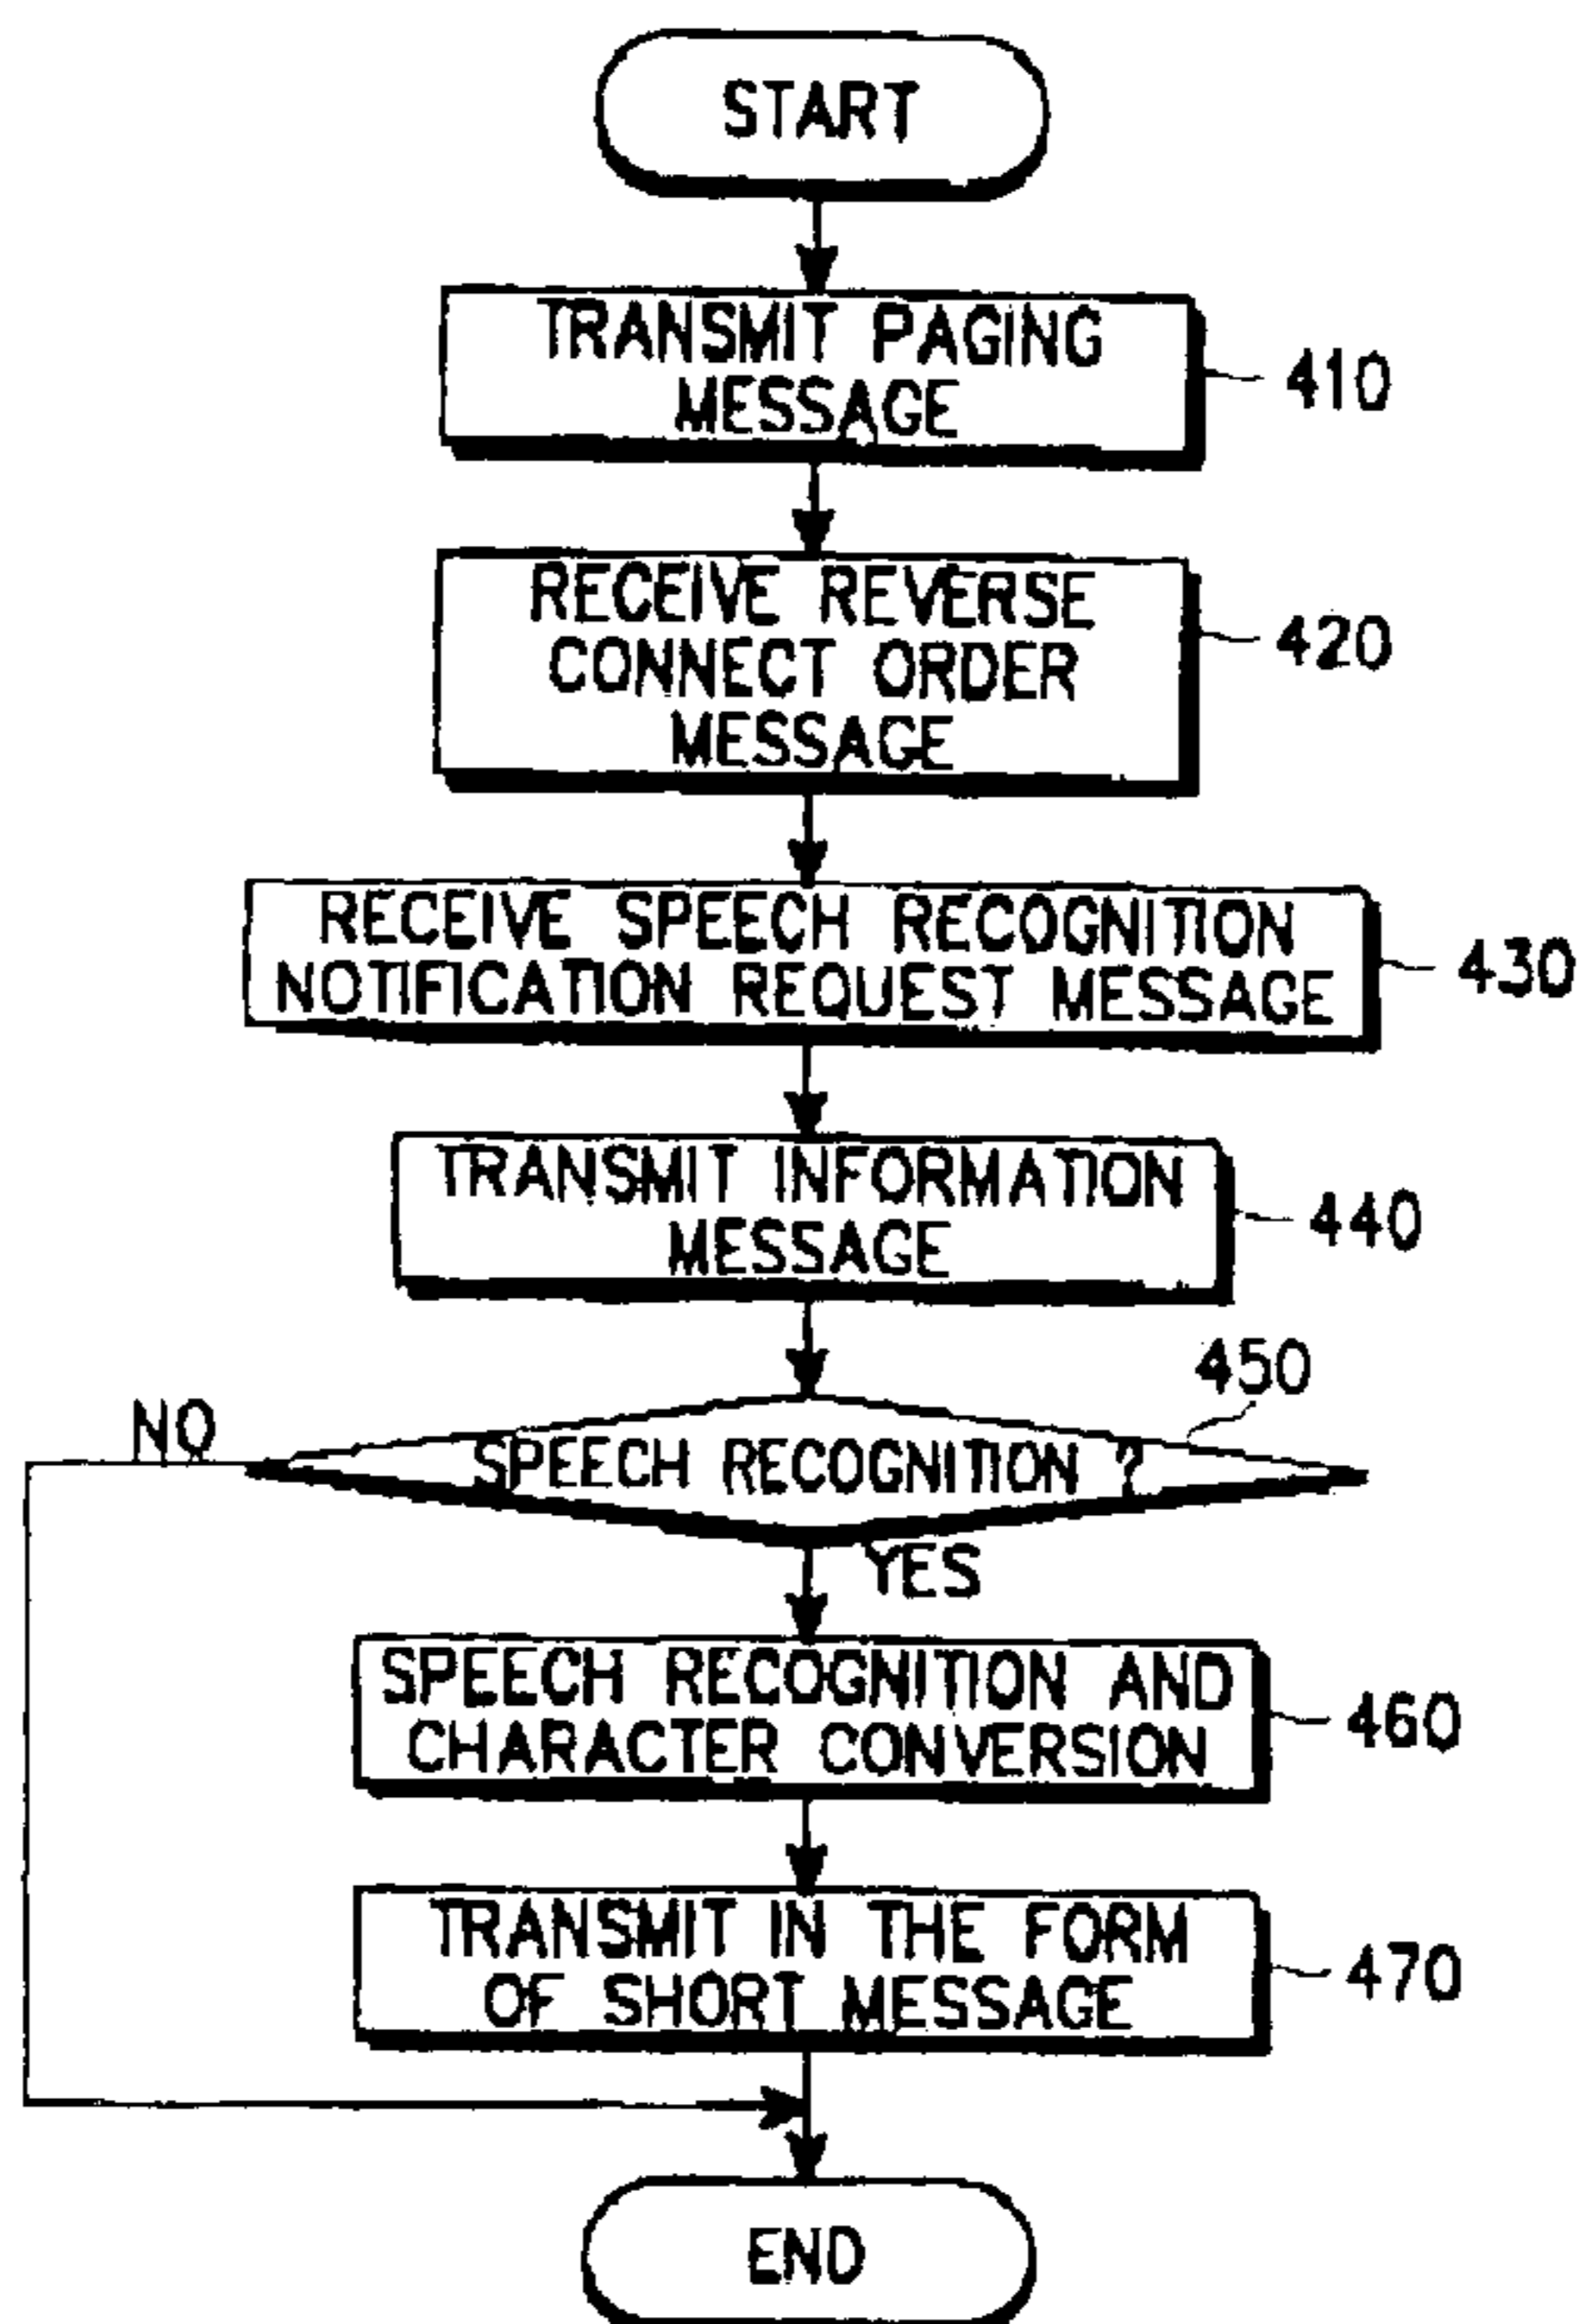 START
TRANSMIT PAGING
MESSAGE
410
RECEIVE REVERSE
CONNECT ORDER
MESSAGE
420
RECEIVE SPEECH RECOGNITION
NOTIFICATION REQUEST MESSAGE
430
TRANSMIT INFORMATION
MESSAGE
440
450
NO
SPEECH RECOGNITION ?
YES
SPEECH RECOGNITION AND
CHARACTER CONVERSION
460
TRANSMIT IN THE FORM
OF SHORT MESSAGE
470
END